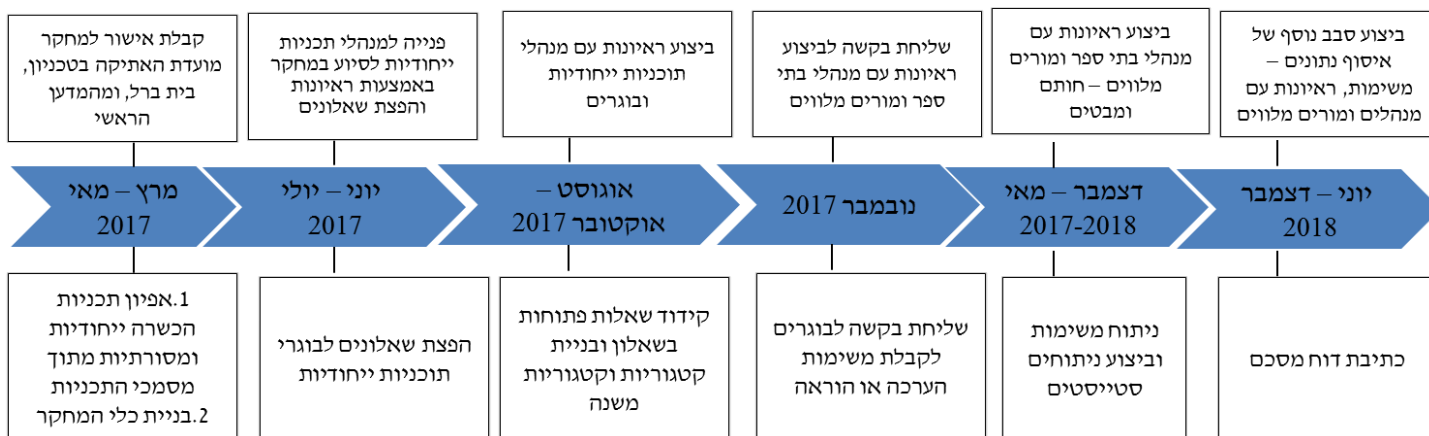 קבלת אישור למחקר
מועדת האתיקה בטכניון,
בית ברל, ומהמדען
הראשי
פנייה למנהלי תכניות
ייחודיות לסיוע במחקר
באמצעות ראיונות
והפצת שאלונים
ביצוע ראיונות עם מנהלי
תוכניות ייחודיות
ובוגרים
שליחת בקשה לביצוע
ראיונות עם מנהלי בתי
ספר ומורים מלווים
ביצוע ראיונות עם
מנהלי בתי ספר ומורים
מלווים – חותם
ומבטים
ביצוע סבב נוסף של
איסוף נתונים –
משימות, ראיונות עם
מנהלים ומורים מלווים
מרץ – מאי
2017
יוני – יולי
2017
אוגוסט –
אוקטובר 2017
נובמבר 2017
דצמבר – מאי
2017-2018
יוני – דצמבר
2018
1.אפיון תכניות
הכשרה ייחודיות
ומסורתיות מתוך
מסמכי התכניות
2.בניית כלי המחקר
הפצת שאלונים לבוגרי
תוכניות ייחודיות
קידוד שאלות פתוחות
בשאלון ובניית
קטגוריות וקטגוריות
משנה
שליחת בקשה לבוגרים
לקבלת משימות
הערכה או הוראה
ניתוח משימות
וביצוע ניתוחים
סטייסטים
כתיבת דוח מסכם